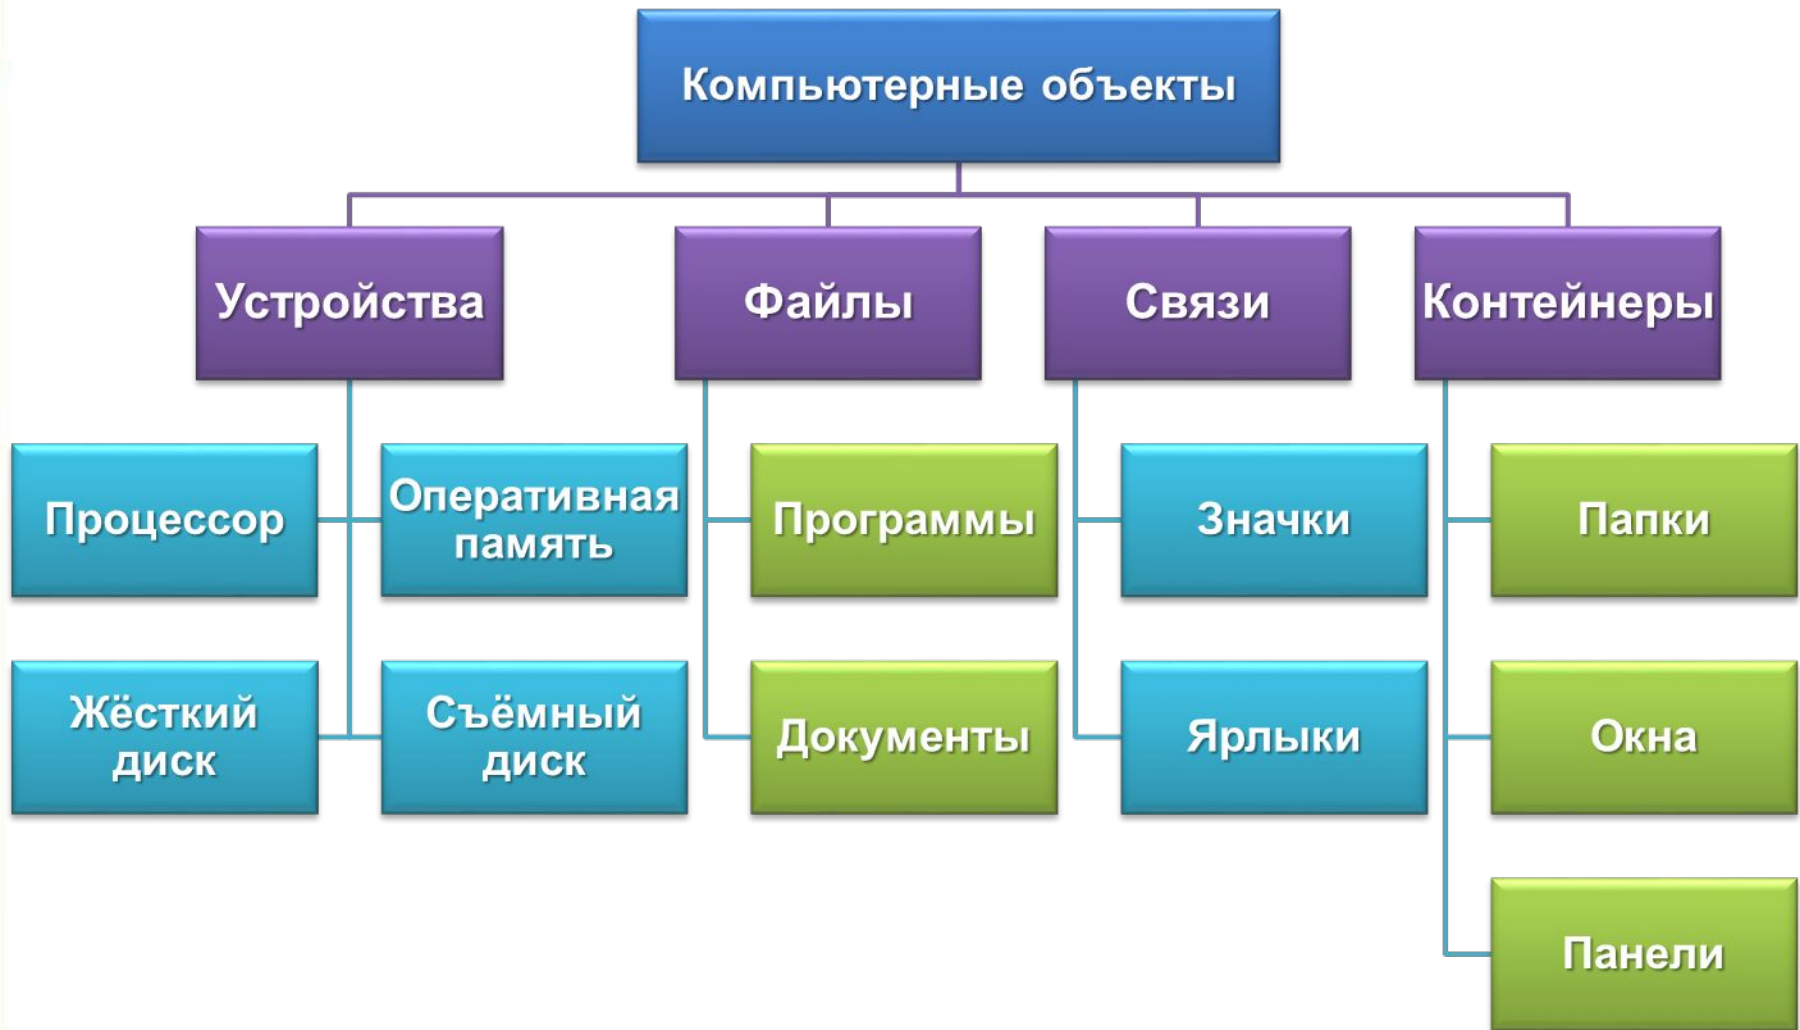 Компьютерные объекты
Устройства
Файлы
Связи
Контейнеры
Процессор
Оперативная
память
Программы
Значки
Папки
Жёсткий
диск
Съёмный
диск
Документы
Ярлыки
Окна
Панели